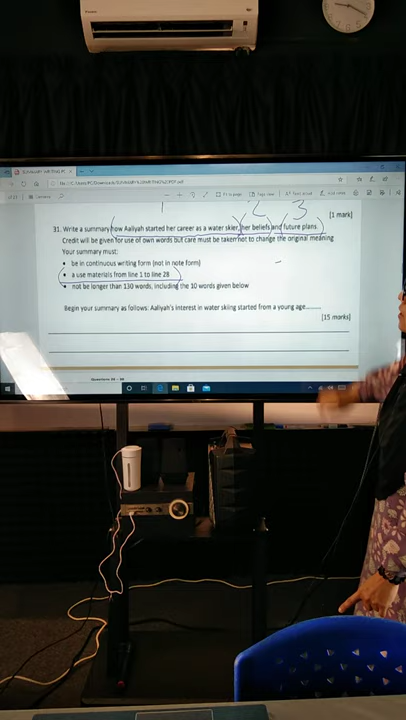 SUMMARY WRITING PDF.pdf
1 2 3
[1 mark]
31. Write a summary how Aaliyah started her career as a water skier, her beliefs and future plans.
Credit will be given for use of own words but care must be taken not to change the original meaning
Your summary must:
• be in continuous writing form (not in note form)
• a use materials from line 1 to line 28
• not be longer than 130 words, including the 10 words given below
Begin your summary as follows: Aaliyah's interest in water skiing started from a young age.........
[15 marks]